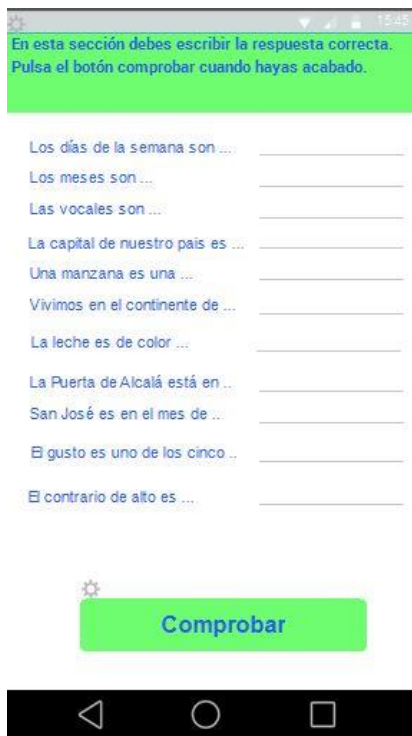 15:45
En esta sección debes escribir la respuesta correcta.
Pulsa el botón comprobar cuando hayas acabado.
Los días de la semana son ...
Los meses son ...
Las vocales son ...
La capital de nuestro pais es ...
Una manzana es una ...
Vivimos en el continente de ...
La leche es de color ...
La Puerta de Alcalá está en ..
San José es en el mes de ..
El gusto es uno de los cinco ..
El contrario de alto es ...
Comprobar